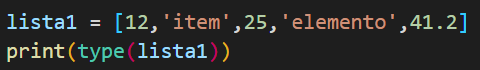 lista1 = [12,'item',25,'elemento',41.2]
print(type(lista1))